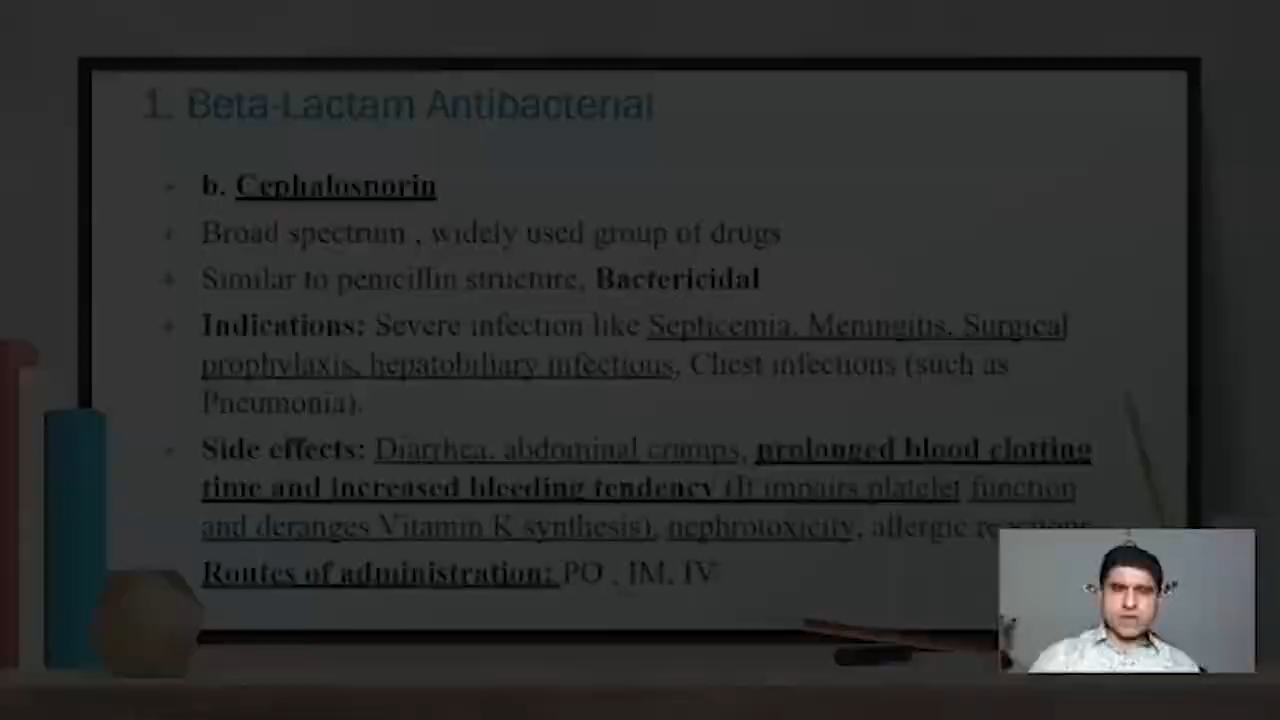 1. Beta-Lactam Antibacterial
b. Cephalosporin
Broad spectrum , widely used group of drugs
Similar to penicillin structure, Bactericidal
Indications: Severe infection like Septicemia, Meningitis, Surgical
prophylaxis, hepatobiliary infections, Chest infections (such as
Pneumonia).
Side effects: Diarrhea, abdominal cramps, prolonged blood clotting
time and increased bleeding tendency (It impairs platelet function
and deranges Vitamin K synthesis), nephrotoxicity, allergic
Routes of administration: PO , IM, IV